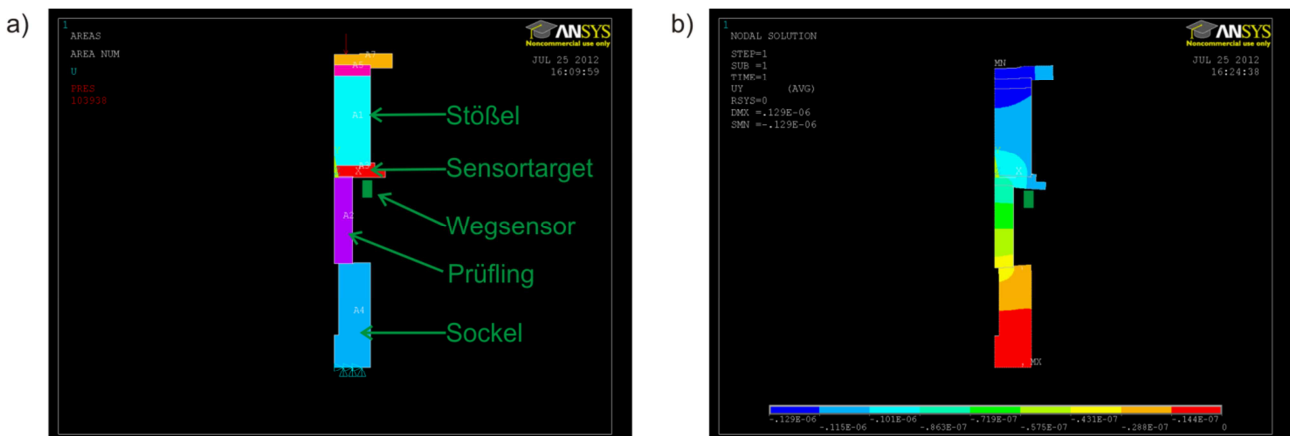 a)
1
AREAS
AREA NUM
U
PRES
103938
ANSYS
Noncommercial use only
JUL 25 2012
16:09:59
A7
A5
A1
X
A2
A4
Stößel
Sensortarget
Wegsensor
Prüfling
Sockel
b)
1
NODAL SOLUTION
STEP=1
SUB =1
TIME=1
UY (AVG)
RSYS=0
DMX =.129E-06
SMN =-.129E-06
ANSYS
Noncommercial use only
JUL 25 2012
16:24:38
MN
X
MX
-.129E-06 -.101E-06 -.719E-07 -.431E-07 -.144E-07
-.115E-06 -.863E-07 -.575E-07 -.288E-07 0